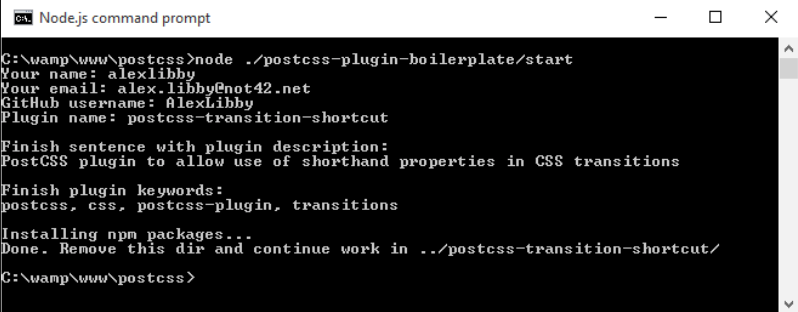 Node.js command prompt
C:\wamp\www\postcss>node ./postcss-plugin-boilerplate/start
Your name: alexlibby
Your email: alex.libby@not42.net
GitHub username: AlexLibby
Plugin name: postcss-transition-shortcut
Finish sentence with plugin description:
PostCSS plugin to allow use of shorthand properties in CSS transitions
Finish plugin keywords:
postcss, css, postcss-plugin, transitions
Installing npm packages...
Done. Remove this dir and continue work in ../postcss-transition-shortcut/
C:\wamp\www\postcss>